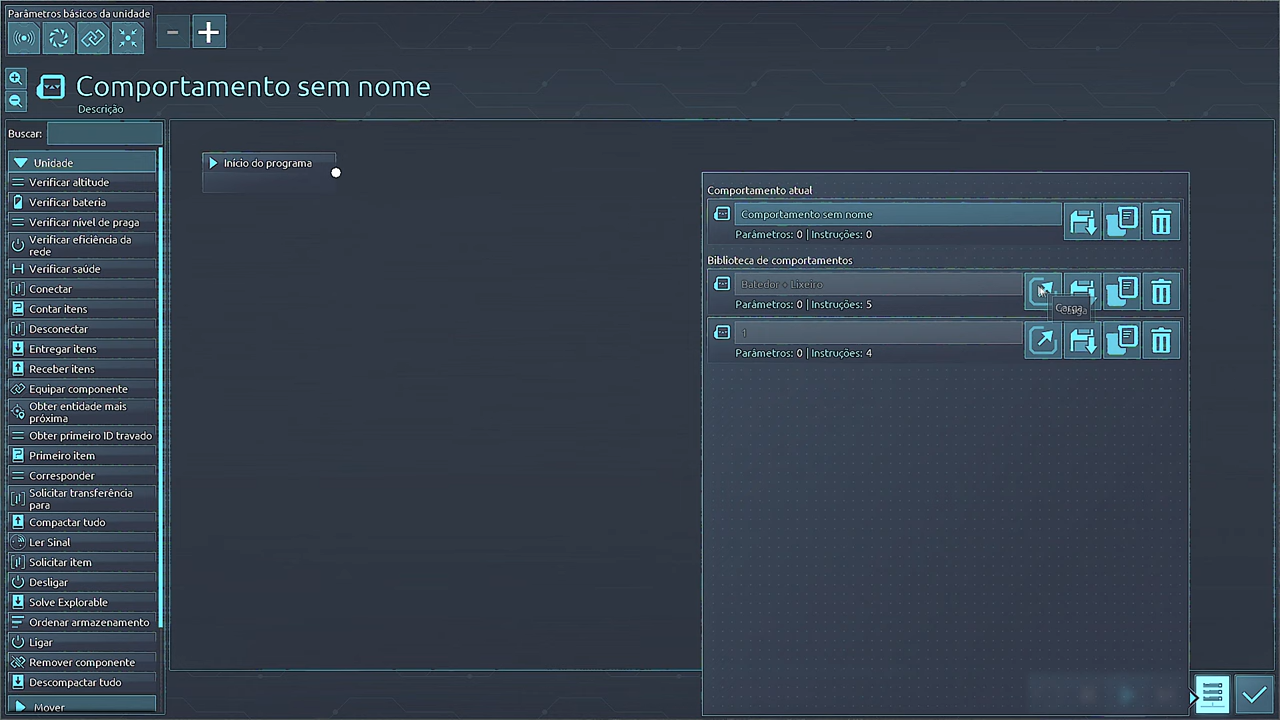 Parâmetros básicos da unidade
Comportamento sem nome
Descrição
Buscar:
Unidade
Verificar altitude
Verificar bateria
Verificar nível de praga
Verificar eficiência da
rede
Verificar saúde
Conectar
Contar itens
Desconectar
Entregar itens
Receber itens
Equipar componente
Obter entidade mais
próxima
Obter primeiro ID travado
Primeiro item
Corresponder
Solicitar transferência
para
Compactar tudo
Ler Sinal
Solicitar item
Desligar
Solve Explorable
Ordenar armazenamento
Ligar
Remover componente
Descompactar tudo
Mover
Início do programa
Comportamento atual
Comportamento sem nome
Parâmetros: 0 | Instruções: 0
Biblioteca de comportamentos
Batedor + Lixeiro
Parâmetros: 0 | Instruções: 5
Carga
1
Parâmetros: 0 | Instruções: 4